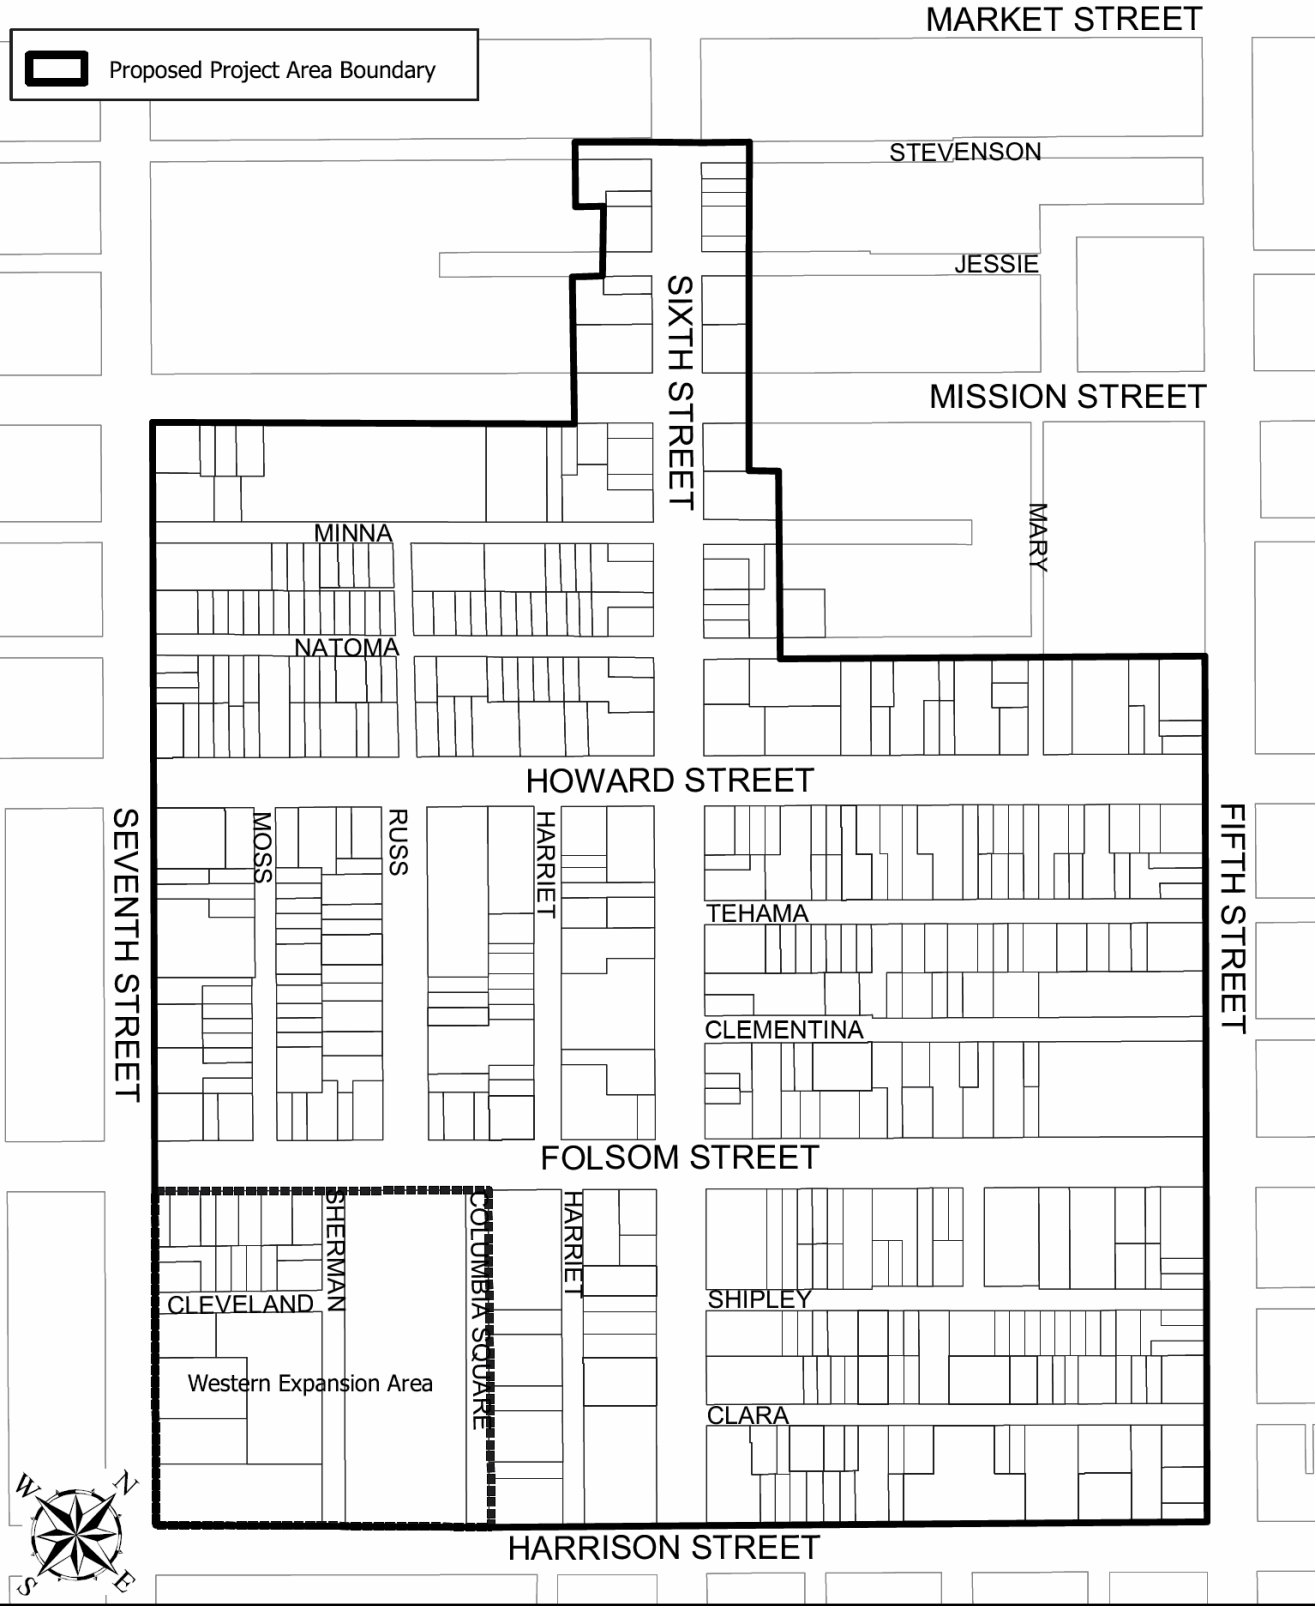 MARKET STREET
Proposed Project Area Boundary
STEVENSON
JESSIE
SIXTH STREET
MISSION STREET
MINNA
MARY
NATOMA
HOWARD STREET
SEVENTH STREET
MOSS
RUSS
HARRIET
FIFTH STREET
TEHAMA
CLEMENTINA
FOLSOM STREET
SHERMAN
COLUMBIA SQUARE
HARRIET
CLEVELAND
SHIPLEY
Western Expansion Area
CLARA
W
N
S
E
HARRISON STREET